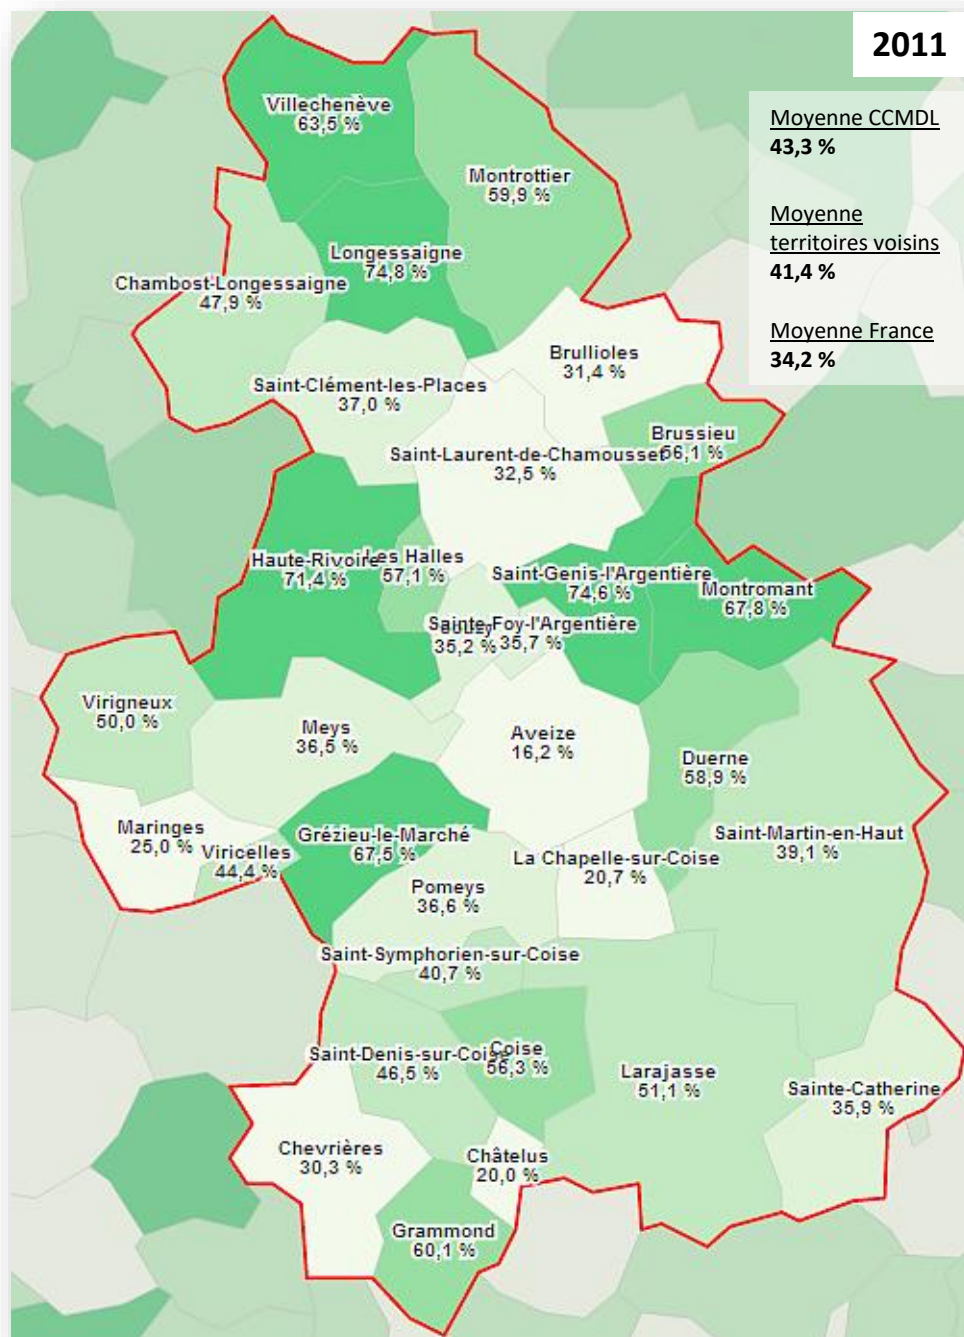 2011
Moyenne CCMDL
43,3 %
Moyenne
territoires voisins
41,4 %
Moyenne France
34,2 %
Villechenève
63,5 %
Montrottier
59,9 %
Longessaigne
74,8 %
Chambost-Longessaigne
47,9 %
Brullioles
31,4 %
Saint-Clément-les-Places
37,0 %
Brussieu
56,1 %
Saint-Laurent-de-Chamousset
32,5 %
Haute-Rivoire
71,4 %
Les Halles
57,1 %
Saint-Genis-l'Argentière
74,6 %
Montromant
67,8 %
Sainte-Foy-l'Argentière
35,7 %
35,2 %
Virigneux
50,0 %
Meys
36,5 %
Aveize
16,2 %
Duerne
58,9 %
Maringes
25,0 %
Viricelles
44,4 %
Grézieu-le-Marché
67,5 %
La Chapelle-sur-Coise
20,7 %
Saint-Martin-en-Haut
39,1 %
Pomeys
36,6 %
Saint-Symphorien-sur-Coise
40,7 %
Saint-Denis-sur-Coise
46,5 %
Coise
56,3 %
Larajasse
51,1 %
Sainte-Catherine
35,9 %
Chevrières
30,3 %
Châtelus
20,0 %
Grammond
60,1 %